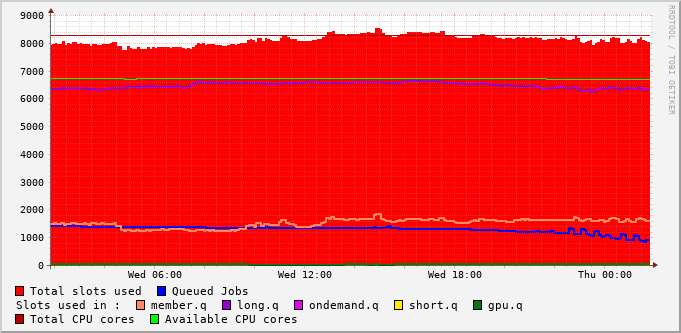 RRDTOOL / TOBI OETIKER
9000
8000
7000
6000
5000
4000
3000
2000
1000
0
Wed 06:00 Wed 12:00 Wed 18:00 Thu 00:00
Total slots used Queued Jobs
Slots used in : member.q long.q ondemand.q short.q gpu.q
Total CPU cores Available CPU cores